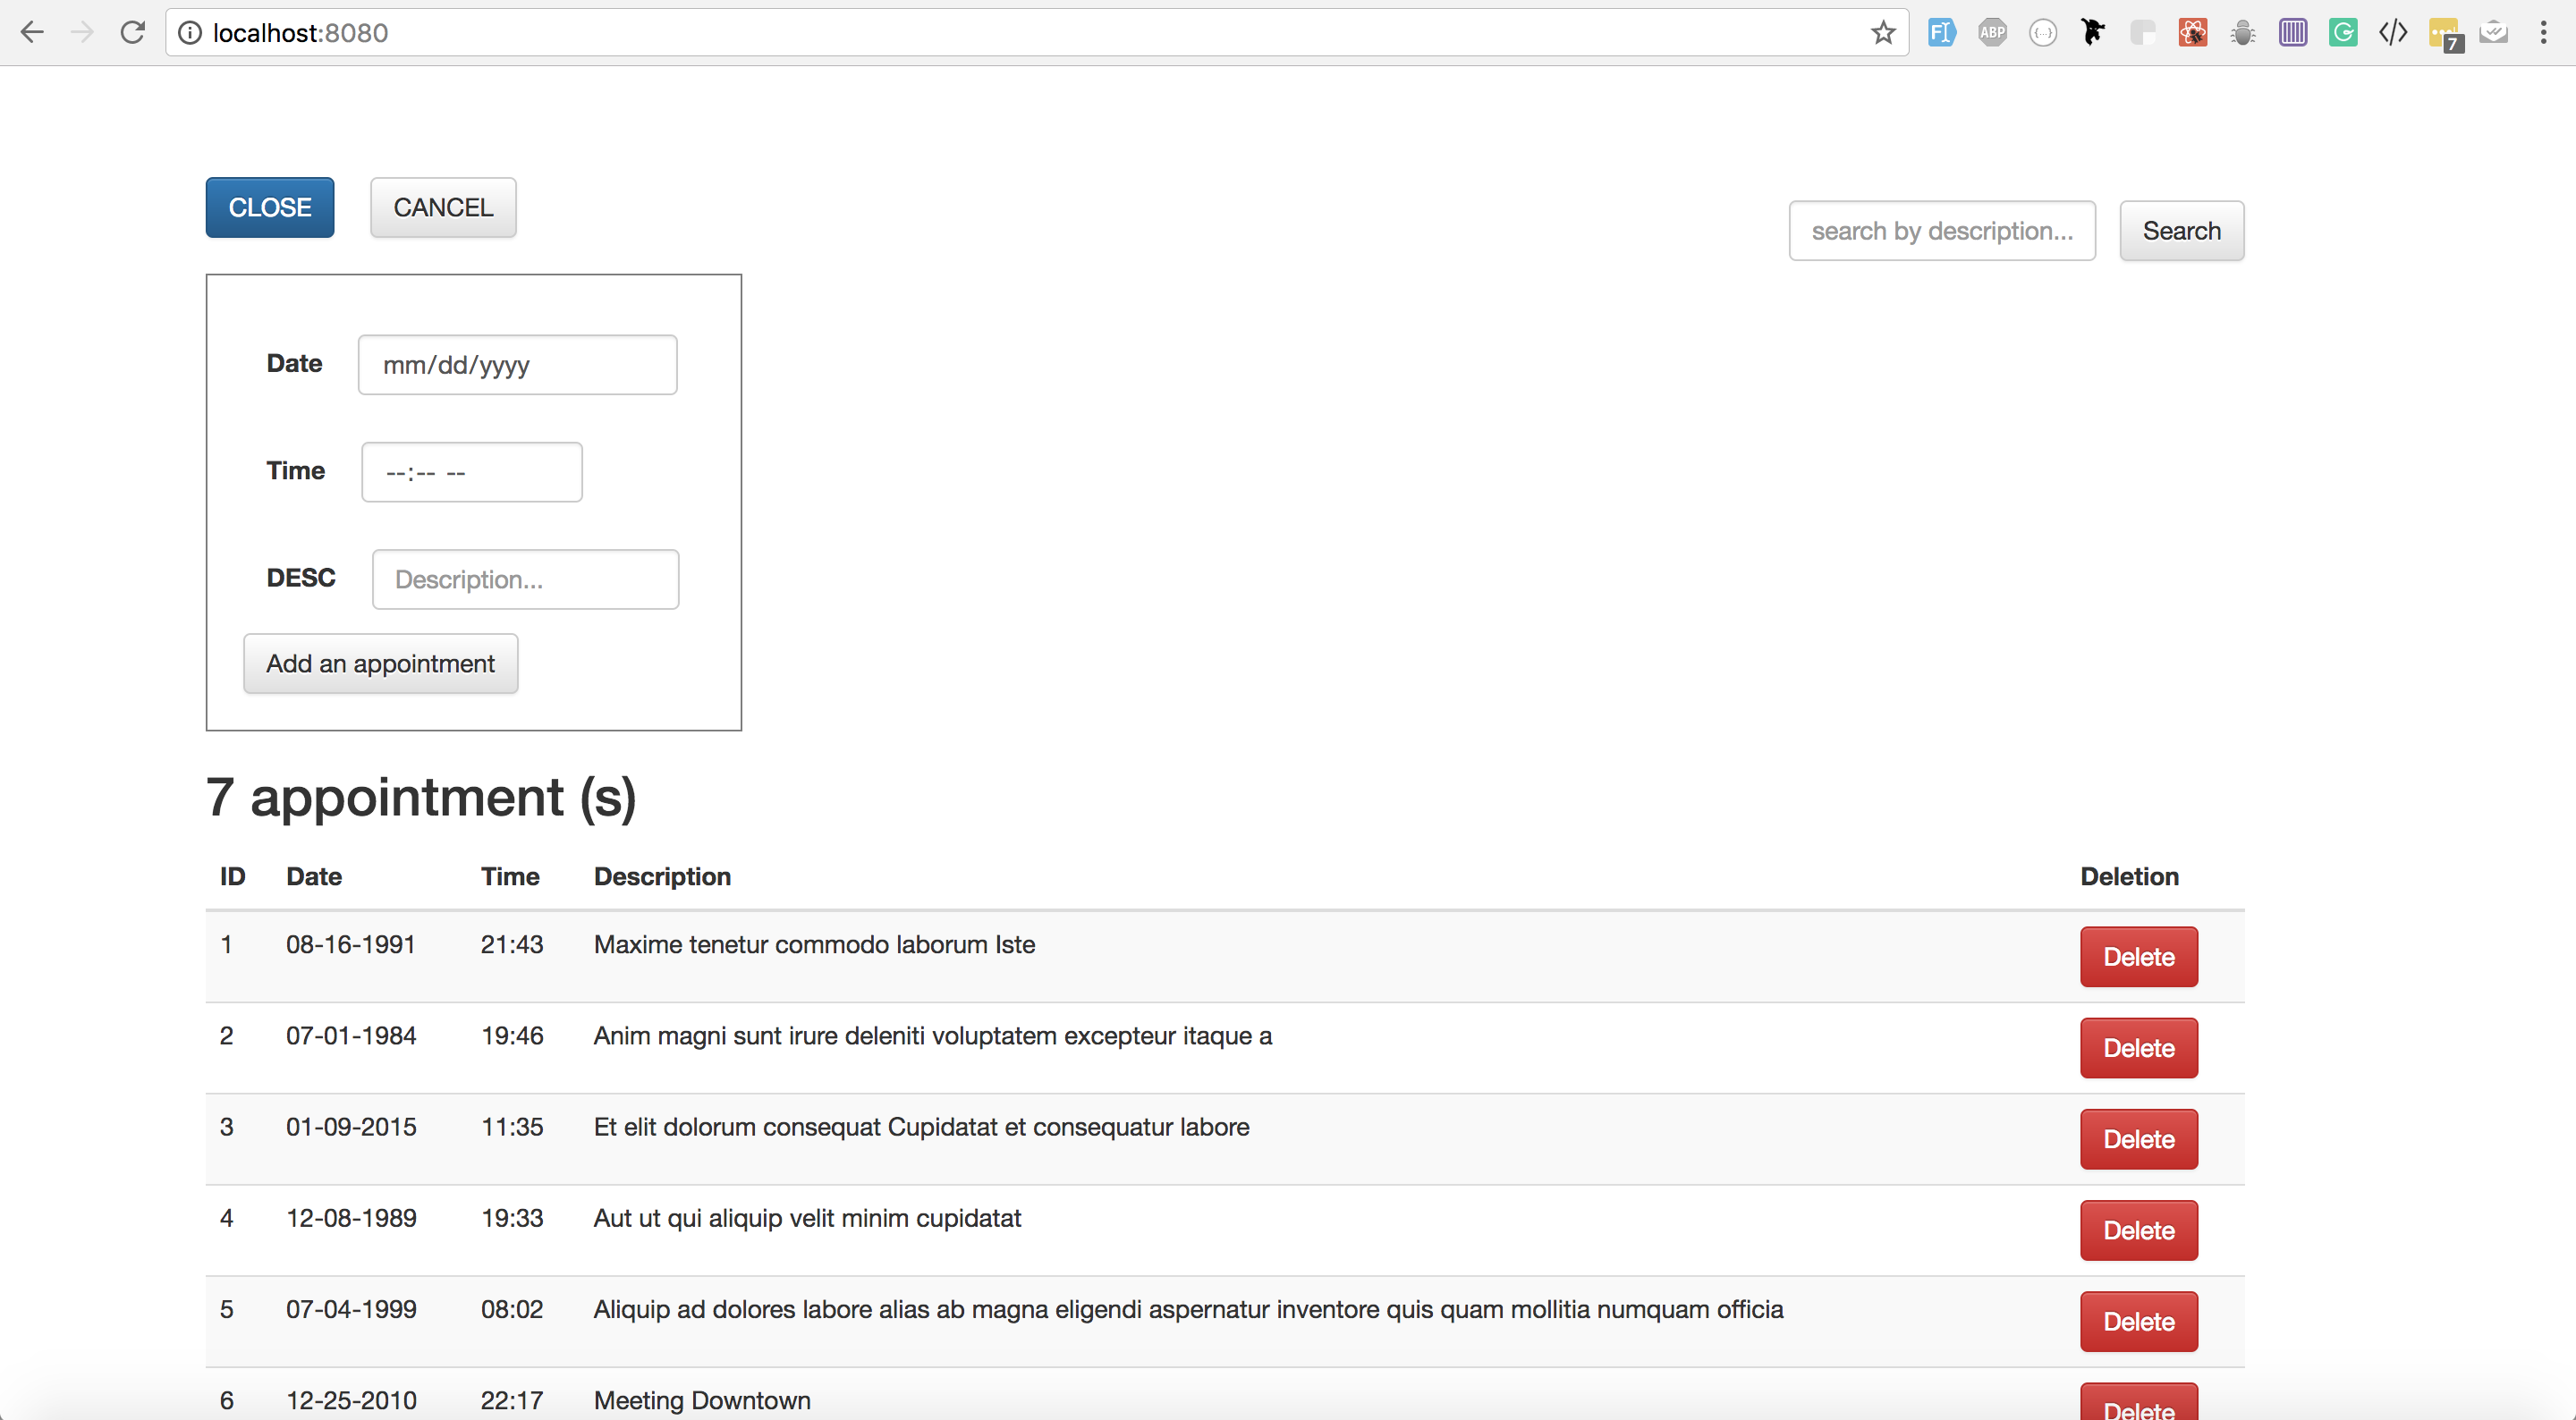 localhost:8080
F
ABP
{...}
G
</>
7
CLOSE CANCEL
search by description... Search
Date mm/dd/yyyy
Time --:-- --
DESC Description...
Add an appointment
7 appointment (s)
ID Date Time Description Deletion
1 08-16-1991 21:43 Maxime tenetur commodo laborum Iste Delete
2 07-01-1984 19:46 Anim magni sunt irure deleniti voluptatem excepteur itaque a Delete
3 01-09-2015 11:35 Et elit dolorum consequat Cupidatat et consequatur labore Delete
4 12-08-1989 19:33 Aut ut qui aliquip velit minim cupidatat Delete
5 07-04-1999 08:02 Aliquip ad dolores labore alias ab magna eligendi aspernatur inventore quis quam mollitia numquam officia Delete
6 12-25-2010 22:17 Meeting Downtown Delete